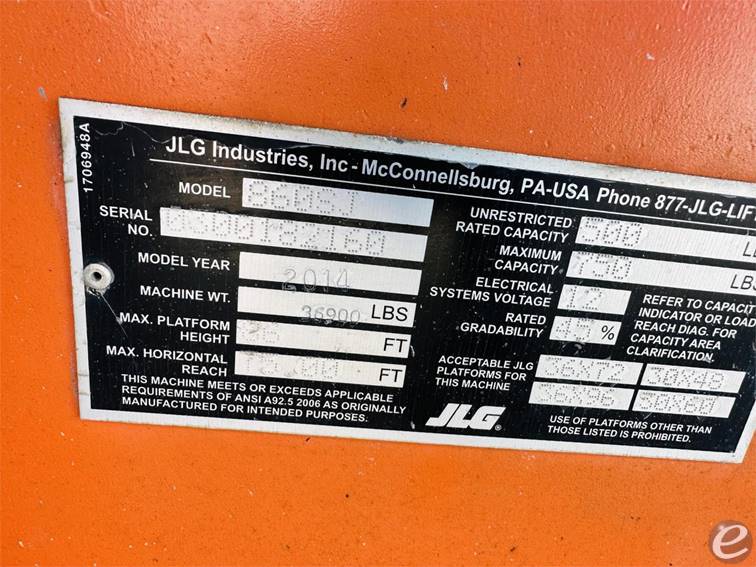 1706948A
JLG Industries, Inc - McConnellsburg, PA-USA Phone 877-JLG-LIFT
MODEL 860SJ
SERIAL NO. 0300182160
MODEL YEAR 2014
MACHINE WT. 36900 LBS
MAX. PLATFORM HEIGHT 86 FT
MAX. HORIZONTAL REACH FT
THIS MACHINE MEETS OR EXCEEDS APPLICABLE
REQUIREMENTS OF ANSI A92.5 2006 AS ORIGINALLY
MANUFACTURED FOR INTENDED PURPOSES.
UNRESTRICTED
RATED CAPACITY 500
MAXIMUM
CAPACITY 750 LBS
ELECTRICAL
SYSTEMS VOLTAGE 12
RATED
GRADABILITY 45 %
REFER TO CAPACITY
INDICATOR OR LOAD
REACH DIAG. FOR
CAPACITY AREA
CLARIFICATION.
ACCEPTABLE JLG
PLATFORMS FOR
THIS MACHINE
36X72 30X48
36X96 30X60
JLG®
USE OF PLATFORMS OTHER THAN
THOSE LISTED IS PROHIBITED.
e